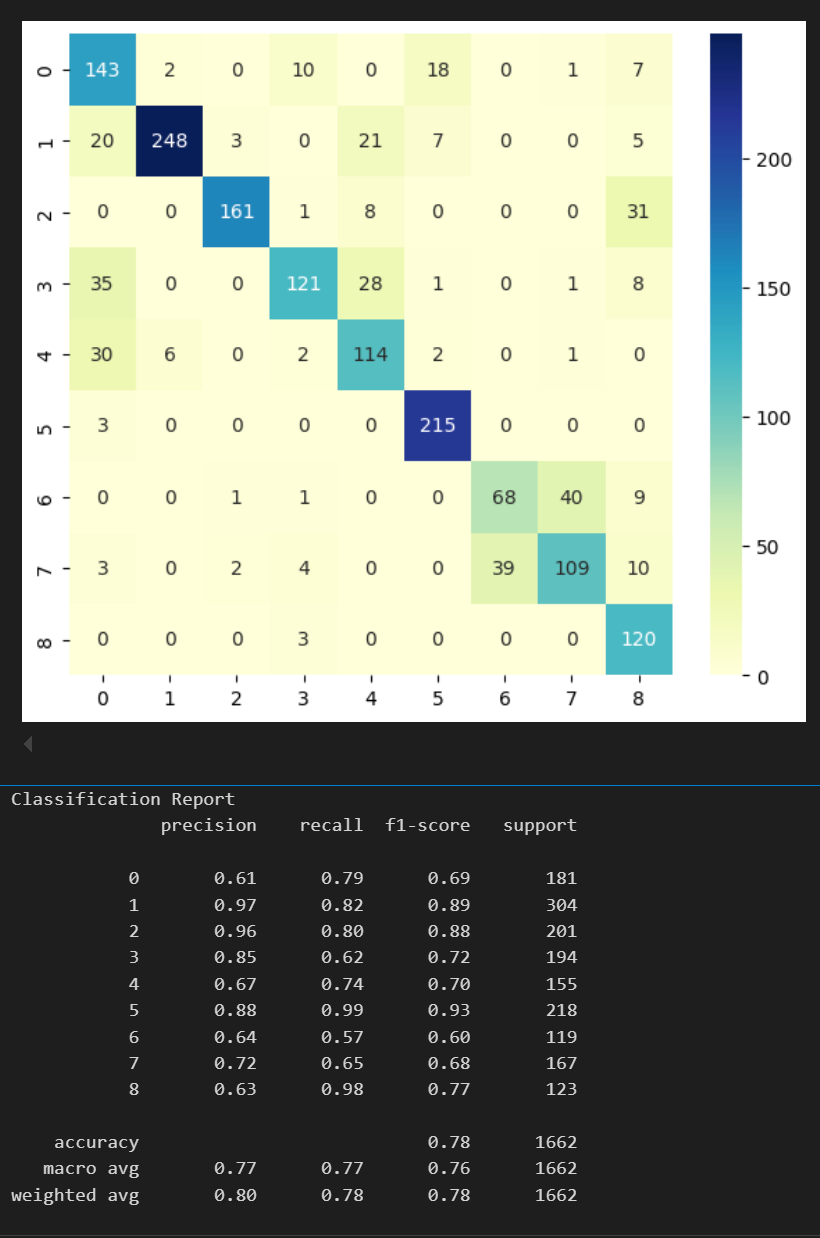 0 143 2 0 10 0 18 0 1 7
1 20 248 3 0 21 7 0 0 5
200
2 0 0 161 1 8 0 0 0 31
3 35 0 0 121 28 1 0 1 8
150
4 30 6 0 2 114 2 0 1 0
100
5 3 0 0 0 0 215 0 0 0
6 0 0 1 1 0 0 68 40 9
50
7 3 0 2 4 0 0 39 109 10
8 0 0 0 3 0 0 0 0 120
0
0 1 2 3 4 5 6 7 8
Classification Report
precision recall f1-score support
0 0.61 0.79 0.69 181
1 0.97 0.82 0.89 304
2 0.96 0.80 0.88 201
3 0.85 0.62 0.72 194
4 0.67 0.74 0.70 155
5 0.88 0.99 0.93 218
6 0.64 0.57 0.60 119
7 0.72 0.65 0.68 167
8 0.63 0.98 0.77 123
accuracy 0.78 1662
macro avg 0.77 0.77 0.76 1662
weighted avg 0.80 0.78 0.78 1662